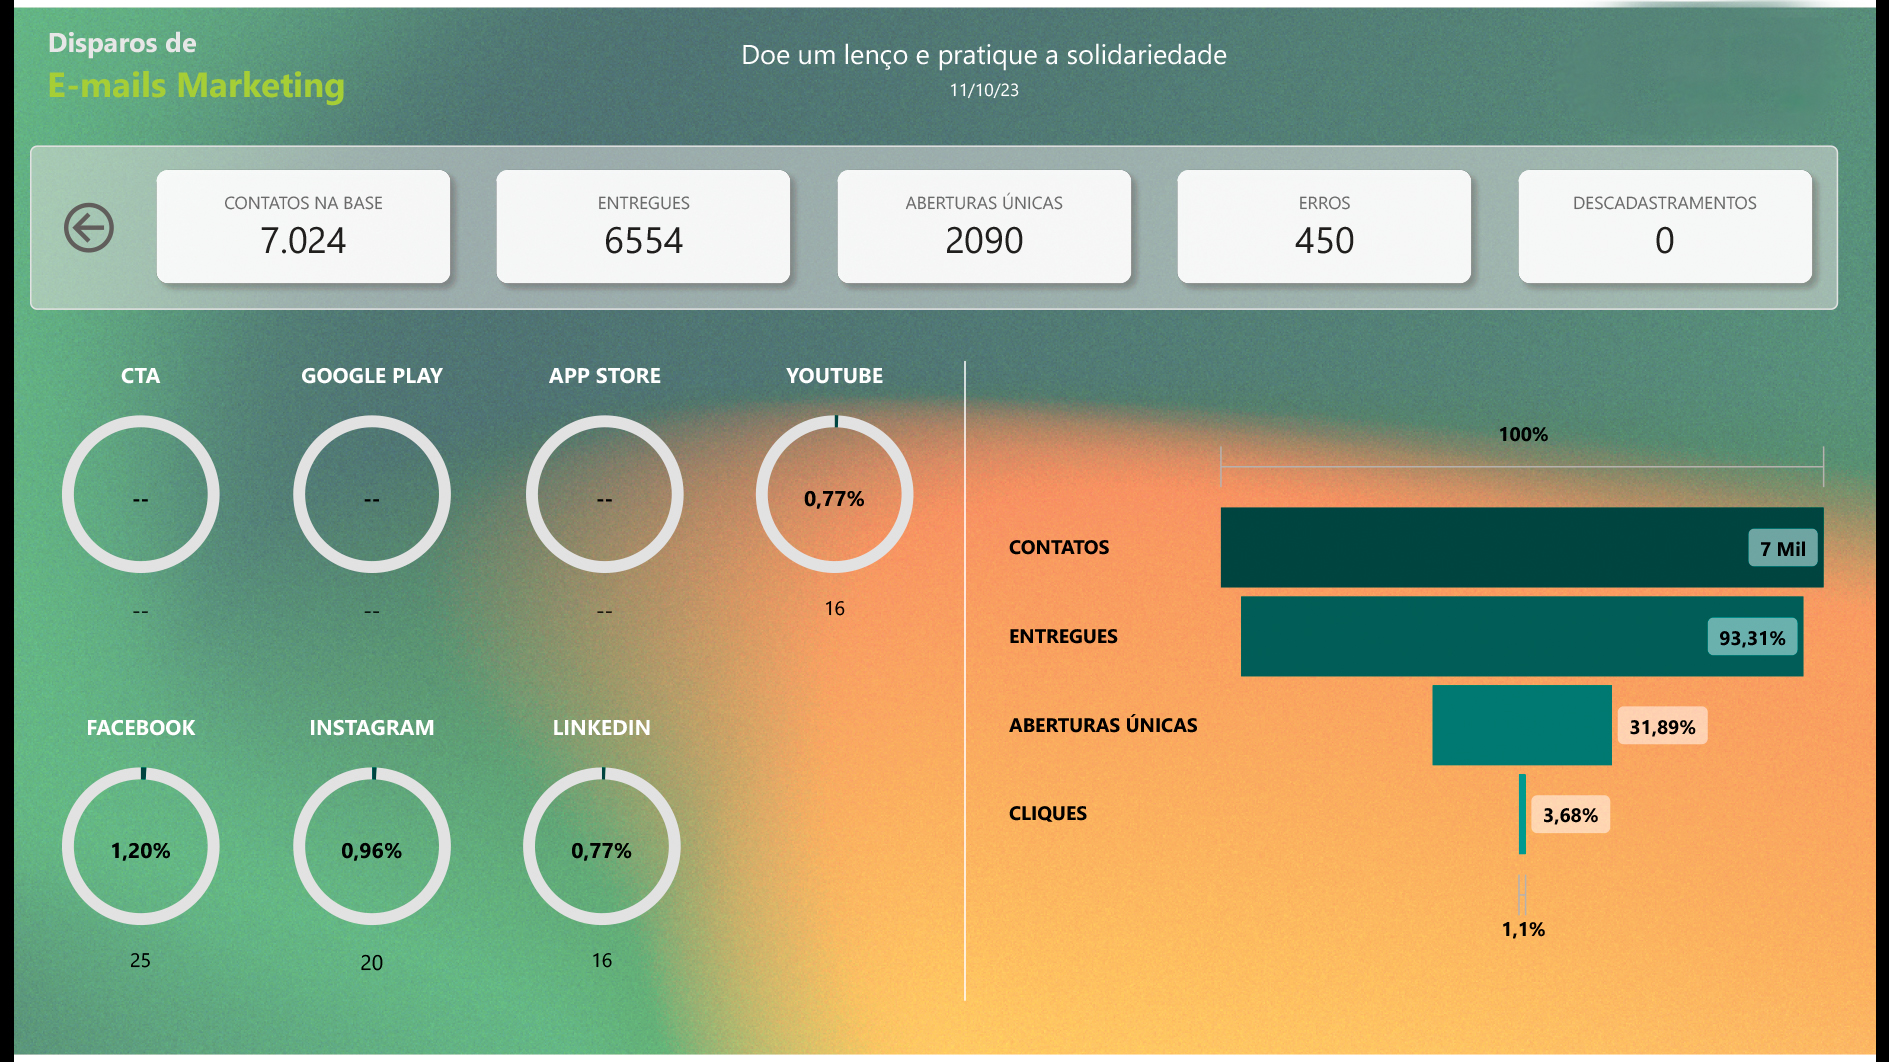 Disparos de
E-mails Marketing
Doe um lenço e pratique a solidariedade
11/10/23
CONTATOS NA BASE
7.024
ENTREGUES
6554
ABERTURAS ÚNICAS
2090
ERROS
450
DESCADASTRAMENTOS
0
CTA
--
--
GOOGLE PLAY
--
--
APP STORE
--
--
YOUTUBE
0,77%
16
FACEBOOK
1,20%
25
INSTAGRAM
0,96%
20
LINKEDIN
0,77%
16
100%
CONTATOS
7 Mil
ENTREGUES
93,31%
ABERTURAS ÚNICAS
31,89%
CLIQUES
3,68%
1,1%